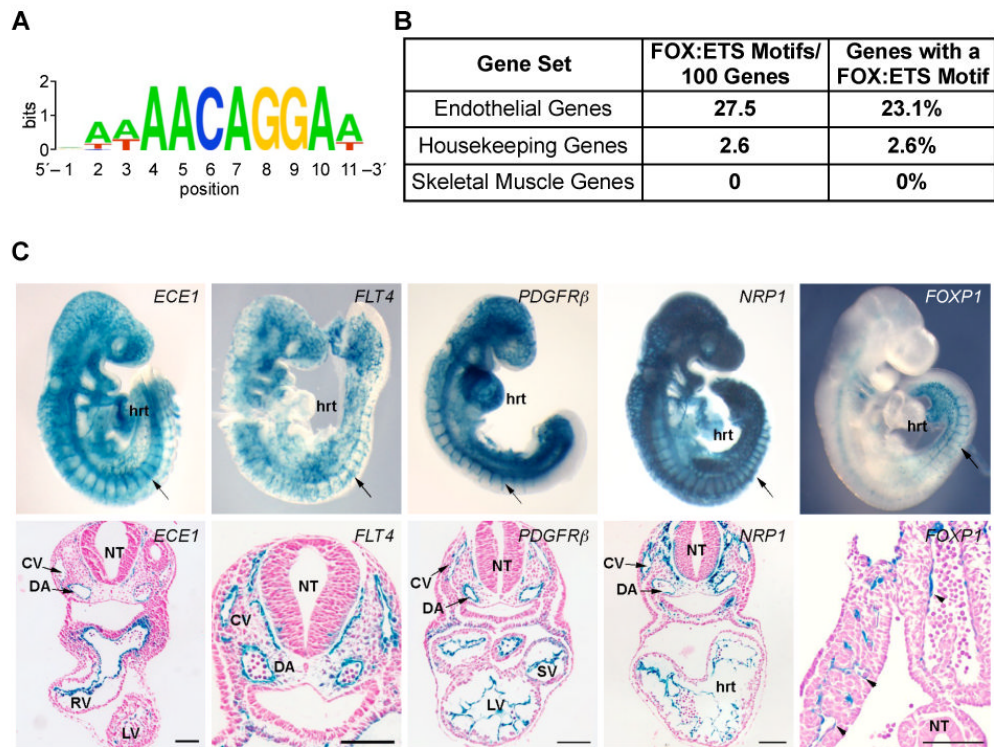 A
2
1
0
bits
AAAACAGGAA
5´ – 1 2 3 4 5 6 7 8 9 10 11 –3´
position
B
Gene Set FOX:ETS Motifs/ 100 Genes Genes with a FOX:ETS Motif
Endothelial Genes 27.5 23.1%
Housekeeping Genes 2.6 2.6%
Skeletal Muscle Genes 0 0%
C
ECE1 FLT4 PDGFRβ NRP1 FOXP1
hrt hrt hrt hrt hrt
ECE1 FLT4 PDGFRβ NRP1 FOXP1
NT NT NT
CV CV CV CV
DA DA DA DA
RV LV SV LV hrt NT